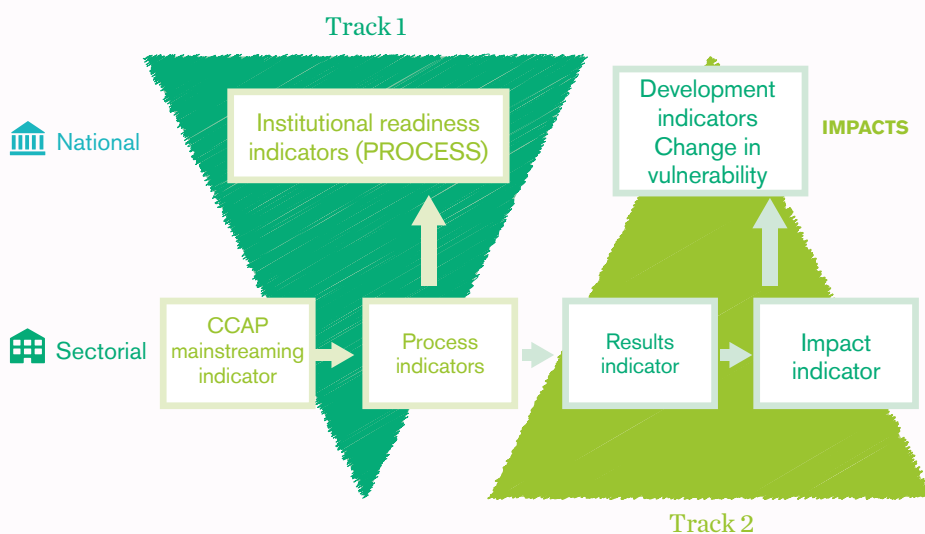 Track 1
National
Institutional readiness
indicators (PROCESS)
Development
indicators
Change in
vulnerability
IMPACTS
Sectorial
CCAP
mainstreaming
indicator
Process
indicators
Results
indicator
Impact
indicator
Track 2